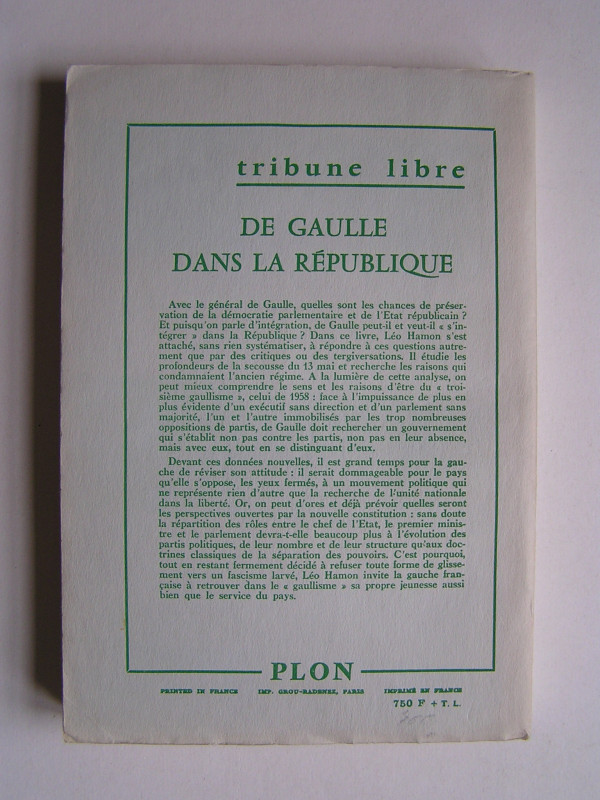 tribune libre
DE GAULLE
DANS LA RÉPUBLIQUE
Avec le général de Gaulle, quelles sont les chances de préser-
vation de la démocratie parlementaire et de l'Etat républicain ?
Et puisqu'on parle d'intégration, de Gaulle peut-il et veut-il « s'in-
tégrer » dans la République ? Dans ce livre, Léo Hamon s'est
attaché, sans rien systématiser, à répondre à ces questions autre-
ment que par des critiques ou des tergiversations. Il étudie les
profondeurs de la secousse du 13 mai et recherche les raisons qui
condamnaient l'ancien régime. A la lumière de cette analyse, on
peut mieux comprendre le sens et les raisons d'être du « troi-
sième gaullisme », celui de 1958 : face à l'impuissance de plus en
plus évidente d'un exécutif sans direction et d'un parlement sans
majorité, l'un et l'autre immobilisés par les trop nombreuses
oppositions de partis, de Gaulle doit rechercher un gouvernement
qui s'établit non pas contre les partis, non pas en leur absence,
mais avec eux, tout en se distinguant d'eux.
Devant ces données nouvelles, il est grand temps pour la gau-
che de réviser son attitude : il serait dommageable pour le pays
qu'elle s'oppose, les yeux fermés, à un mouvement politique qui
ne représente rien d'autre que la recherche de l'unité nationale
dans la liberté. Or, on peut d'ores et déjà prévoir quelles seront
les perspectives ouvertes par la nouvelle constitution : sans doute
la répartition des rôles entre le chef de l'Etat, le premier minis-
tre et le parlement devra-t-elle beaucoup plus à l'évolution des
partis politiques, de leur nombre et de leur structure qu'aux doc-
trines classiques de la séparation des pouvoirs. C'est pourquoi,
tout en restant fermement décidé à refuser toute forme de glisse-
ment vers un fascisme larvé, Léo Hamon invite la gauche fran-
çaise à retrouver dans le « gaullisme » sa propre jeunesse aussi
bien que le service du pays.
PLON
PRINTED IN FRANCE IMP. GROU-RADENEZ, PARIS IMPRIMÉ EN FRANCE
750 F + T. L.